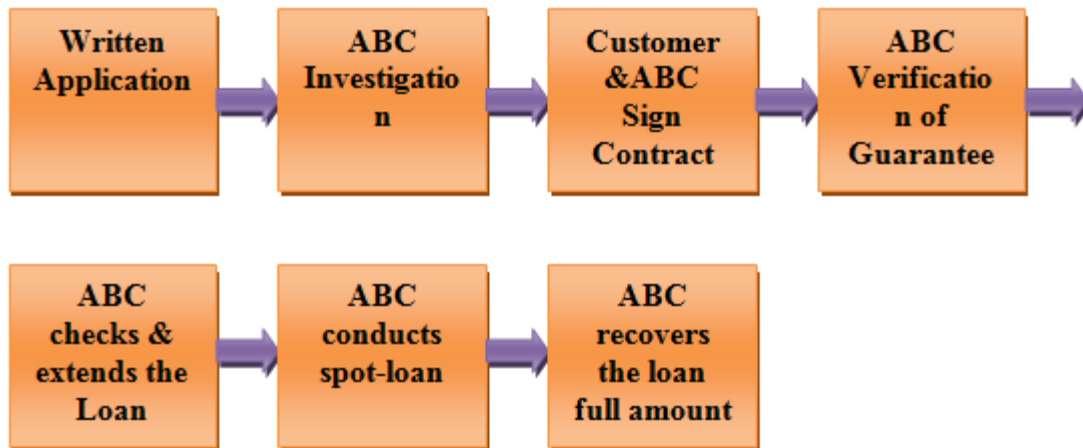 Written
Application
ABC
Investigatio
n
Customer
&ABC
Sign
Contract
ABC
Verificatio
n of
Guarantee
ABC
checks &
extends the
Loan
ABC
conducts
spot-loan
ABC
recovers
the loan
full amount